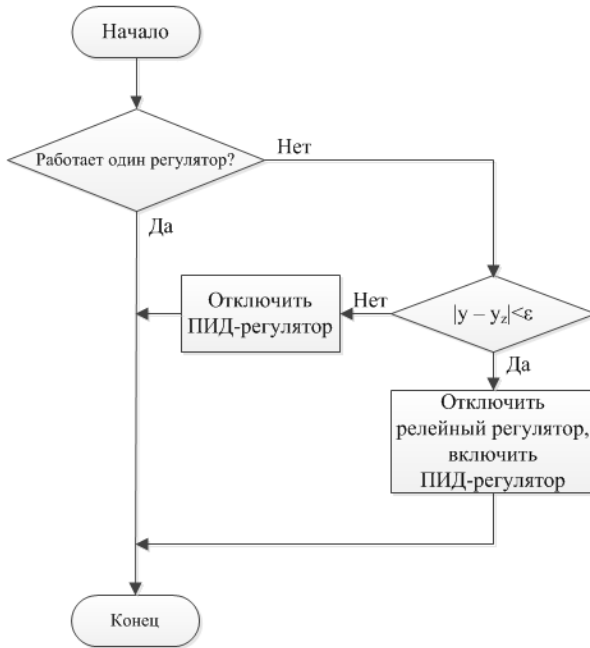 Начало
Работает один регулятор?
Нет
Да
Отключить
ПИД-регулятор
Нет
|y – yz|<ε
Да
Отключить
релейный регулятор,
включить
ПИД-регулятор
Конец